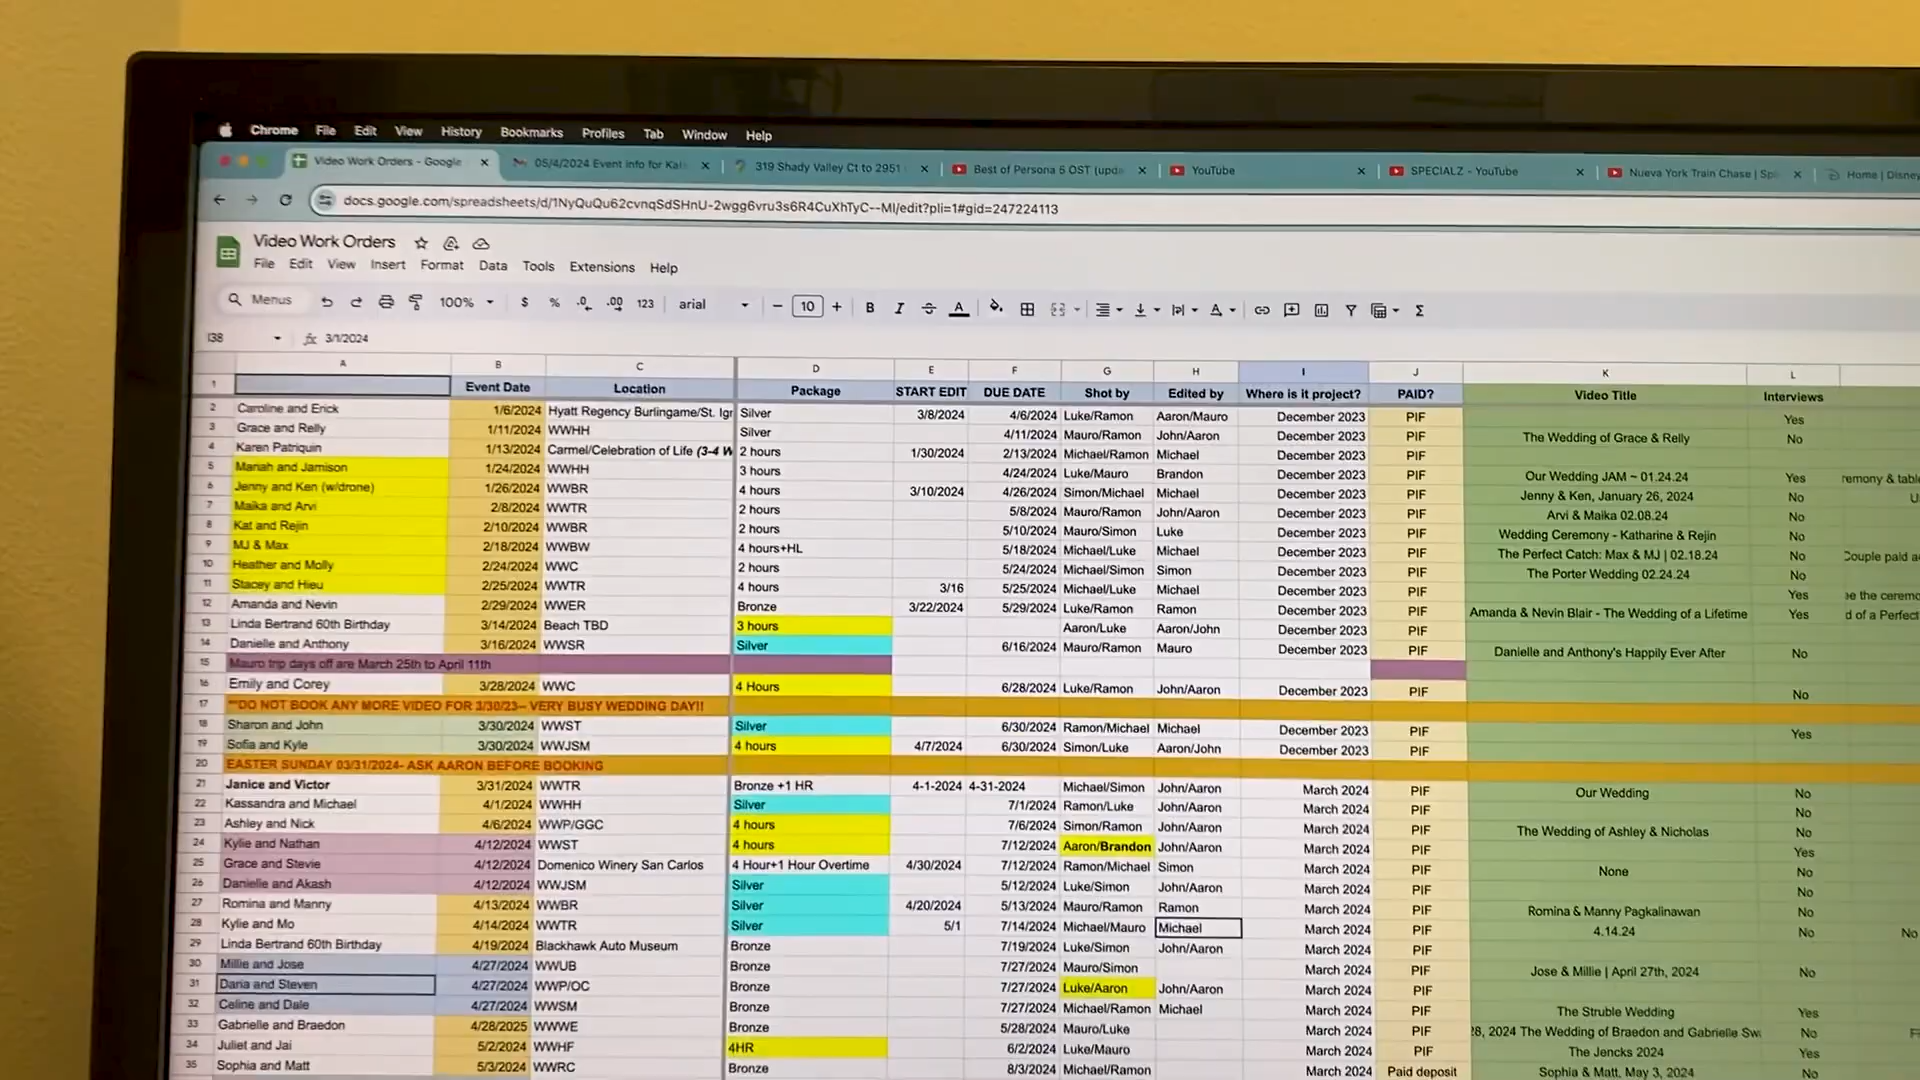 Chrome File Edit View History Bookmarks Profiles Tab Window Help
Video Work Orders - Google 05/4/2024 Event info for Kai 319 Shady Valley Ct to 2951 Best of Persona 5 OST (upda YouTube SPECIALZ - YouTube Nueva York Train Chase | Spi Home | Disney
docs.google.com/spreadsheets/d/1NyQuQu62cvnqSdSHnU-2wgg6vru3s6R4CuXhTyC--MI/edit?pli=1#gid=247224113
Video Work Orders
File Edit View Insert Format Data Tools Extensions Help
Menus 100% $ % .0 .00 123 arial − 10 + B I A Σ
I38 fx 3/1/2024
A B C D E F G H I J K L
1 Event Date Location Package START EDIT DUE DATE Shot by Edited by Where is it project? PAID? Video Title Interviews
2 Caroline and Erick 1/6/2024 Hyatt Regency Burlingame/St. Igr Silver 3/8/2024 4/6/2024 Luke/Ramon Aaron/Mauro December 2023 PIF Yes
3 Grace and Relly 1/11/2024 WWHH Silver 4/11/2024 Mauro/Ramon John/Aaron December 2023 PIF The Wedding of Grace & Relly No
4 Karen Patriquin 1/13/2024 Carmel/Celebration of Life (3-4 W 2 hours 1/30/2024 2/13/2024 Michael/Ramon Michael December 2023 PIF
5 Mariah and Jamison 1/24/2024 WWHH 3 hours 4/24/2024 Luke/Mauro Brandon December 2023 PIF Our Wedding JAM ~ 01.24.24 Yes remony & table
6 Jenny and Ken (w/drone) 1/26/2024 WWBR 4 hours 3/10/2024 4/26/2024 Simon/Michael Michael December 2023 PIF Jenny & Ken, January 26, 2024 No U
7 Maika and Arvi 2/8/2024 WWTR 2 hours 5/8/2024 Mauro/Ramon John/Aaron December 2023 PIF Arvi & Maika 02.08.24 No
8 Kat and Rejin 2/10/2024 WWBR 2 hours 5/10/2024 Mauro/Simon Luke December 2023 PIF Wedding Ceremony - Katharine & Rejin No
9 MJ & Max 2/18/2024 WWBW 4 hours+HL 5/18/2024 Michael/Luke Michael December 2023 PIF The Perfect Catch: Max & MJ | 02.18.24 No Couple paid a
10 Heather and Molly 2/24/2024 WWC 2 hours 5/24/2024 Michael/Simon Simon December 2023 PIF The Porter Wedding 02.24.24 No
11 Stacey and Hieu 2/25/2024 WWTR 4 hours 3/16 5/25/2024 Michael/Luke Michael December 2023 PIF Yes e the ceremo
12 Amanda and Nevin 2/29/2024 WWER Bronze 3/22/2024 5/29/2024 Luke/Ramon Ramon December 2023 PIF Amanda & Nevin Blair - The Wedding of a Lifetime Yes d of a Perfect
13 Linda Bertrand 60th Birthday 3/14/2024 Beach TBD 3 hours Aaron/Luke Aaron/John December 2023 PIF
14 Danielle and Anthony 3/16/2024 WWSR Silver 6/16/2024 Mauro/Ramon Mauro December 2023 PIF Danielle and Anthony's Happily Ever After No
15 Mauro trip days off are March 25th to April 11th
16 Emily and Corey 3/28/2024 WWC 4 Hours 6/28/2024 Luke/Ramon John/Aaron December 2023 PIF No
17 **DO NOT BOOK ANY MORE VIDEO FOR 3/30/23-- VERY BUSY WEDDING DAY!!
18 Sharon and John 3/30/2024 WWST Silver 6/30/2024 Ramon/Michael Michael December 2023 PIF Yes
19 Sofia and Kyle 3/30/2024 WWJSM 4 hours 4/7/2024 6/30/2024 Simon/Luke Aaron/John December 2023 PIF
20 EASTER SUNDAY 03/31/2024- ASK AARON BEFORE BOOKING
21 Janice and Victor 3/31/2024 WWTR Bronze +1 HR 4-1-2024 4-31-2024 Michael/Simon John/Aaron March 2024 PIF Our Wedding No
22 Kassandra and Michael 4/1/2024 WWHH Silver 7/1/2024 Ramon/Luke John/Aaron March 2024 PIF No
23 Ashley and Nick 4/6/2024 WWP/GGC 4 hours 7/6/2024 Simon/Ramon John/Aaron March 2024 PIF The Wedding of Ashley & Nicholas No
24 Kylie and Nathan 4/12/2024 WWST 4 hours 7/12/2024 Aaron/Brandon John/Aaron March 2024 PIF Yes
25 Grace and Stevie 4/12/2024 Domenico Winery San Carlos 4 Hour+1 Hour Overtime 4/30/2024 7/12/2024 Ramon/Michael Simon March 2024 PIF None No
26 Danielle and Akash 4/12/2024 WWJSM Silver 5/12/2024 Luke/Simon John/Aaron March 2024 PIF No
27 Romina and Manny 4/13/2024 WWBR Silver 4/20/2024 5/13/2024 Mauro/Ramon Ramon March 2024 PIF Romina & Manny Pagkalinawan No
28 Kylie and Mo 4/14/2024 WWTR Silver 5/1 7/14/2024 Michael/Mauro Michael March 2024 PIF 4.14.24 No No
29 Linda Bertrand 60th Birthday 4/19/2024 Blackhawk Auto Museum Bronze 7/19/2024 Luke/Simon John/Aaron March 2024 PIF
30 Millie and Jose 4/27/2024 WWUB Bronze 7/27/2024 Mauro/Simon March 2024 PIF Jose & Millie | April 27th, 2024 No
31 Daria and Steven 4/27/2024 WWP/OC Bronze 7/27/2024 Luke/Aaron John/Aaron March 2024 PIF
32 Celine and Dale 4/27/2024 WWSM Bronze 7/27/2024 Michael/Ramon Michael March 2024 PIF The Struble Wedding Yes
33 Gabrielle and Braedon 4/28/2025 WWWE Bronze 5/28/2024 Mauro/Luke March 2024 PIF 28, 2024 The Wedding of Braedon and Gabrielle Swa No
34 Juliet and Jai 5/2/2024 WWHF 4HR 6/2/2024 Luke/Mauro March 2024 PIF The Jencks 2024 Yes
35 Sophia and Matt 5/3/2024 WWRC Bronze 8/3/2024 Michael/Ramon March 2024 Paid deposit Sophia & Matt, May 3, 2024 No